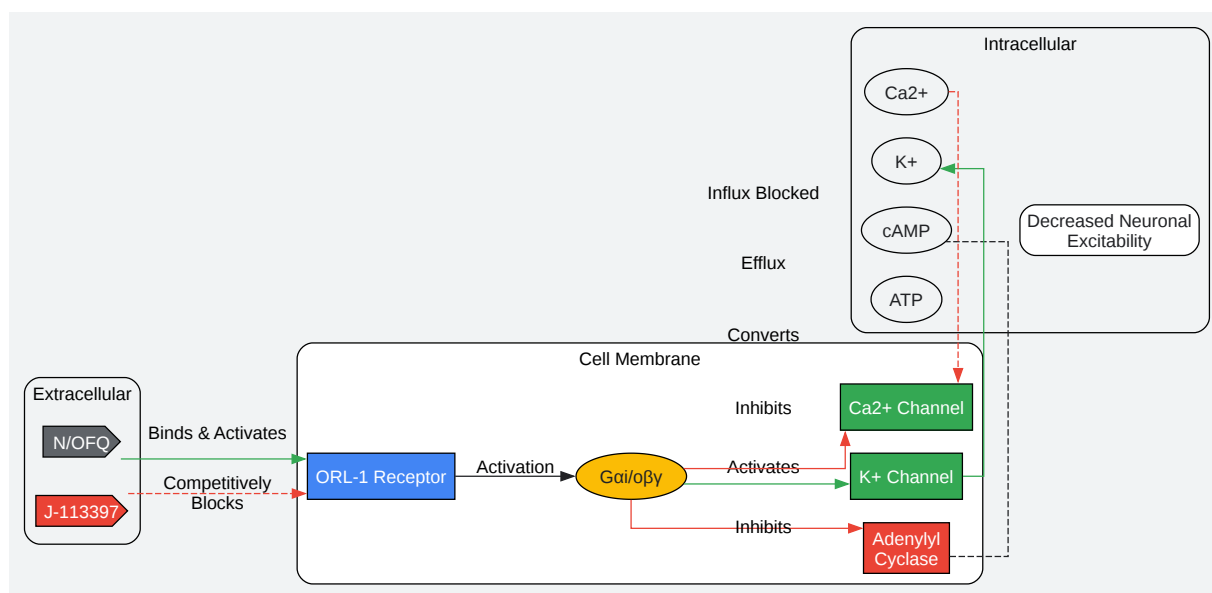 Intracellular
Ca2+
K+
Influx Blocked
cAMP
Decreased Neuronal
Excitability
Efflux
ATP
Converts
Cell Membrane
Extracellular
Inhibits
Ca2+ Channel
N/OFQ
Binds & Activates
ORL-1 Receptor
Activation
Gαi/oβγ
Activates
K+ Channel
Competitively
Blocks
J-113397
Inhibits
Adenylyl
Cyclase